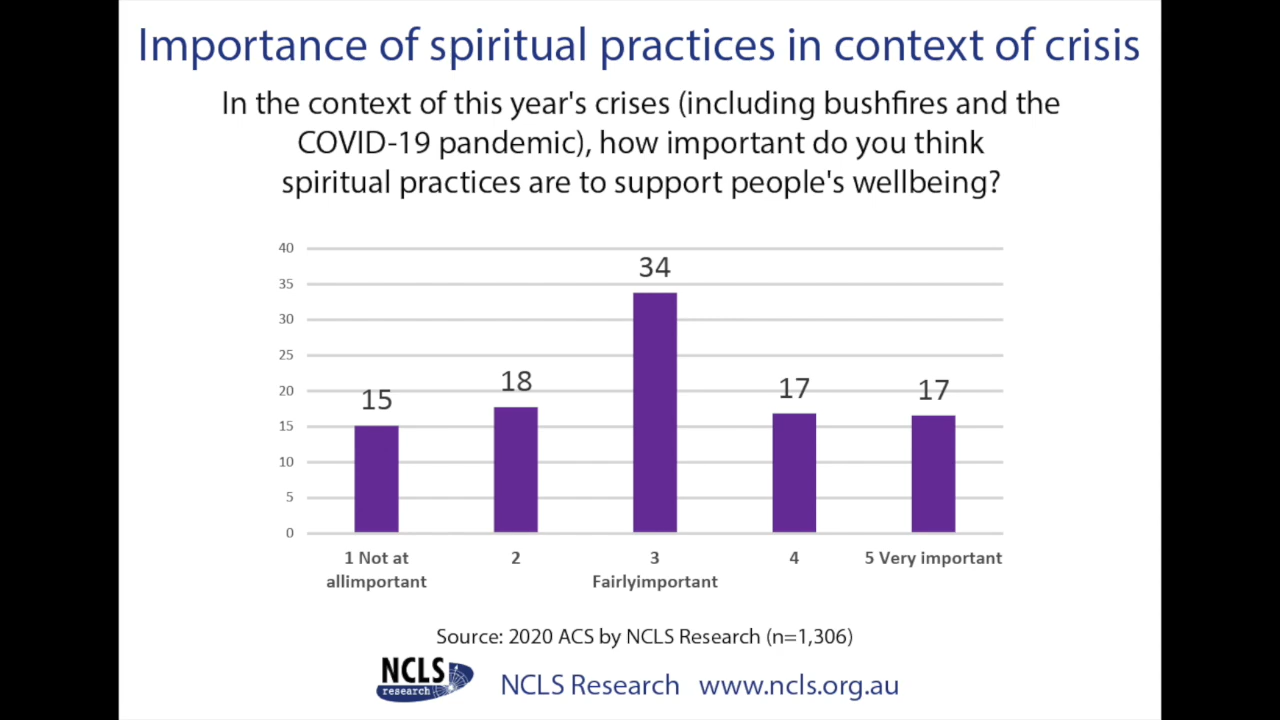 Importance of spiritual practices in context of crisis
In the context of this year's crises (including bushfires and the
COVID-19 pandemic), how important do you think
spiritual practices are to support people's wellbeing?
40
35
30
25
20
15
10
5
0
15
18
34
17
17
1 Not at
allimportant
2
3
Fairlyimportant
4
5 Very important
Source: 2020 ACS by NCLS Research (n=1,306)
NCLS
research
NCLS Research www.ncls.org.au